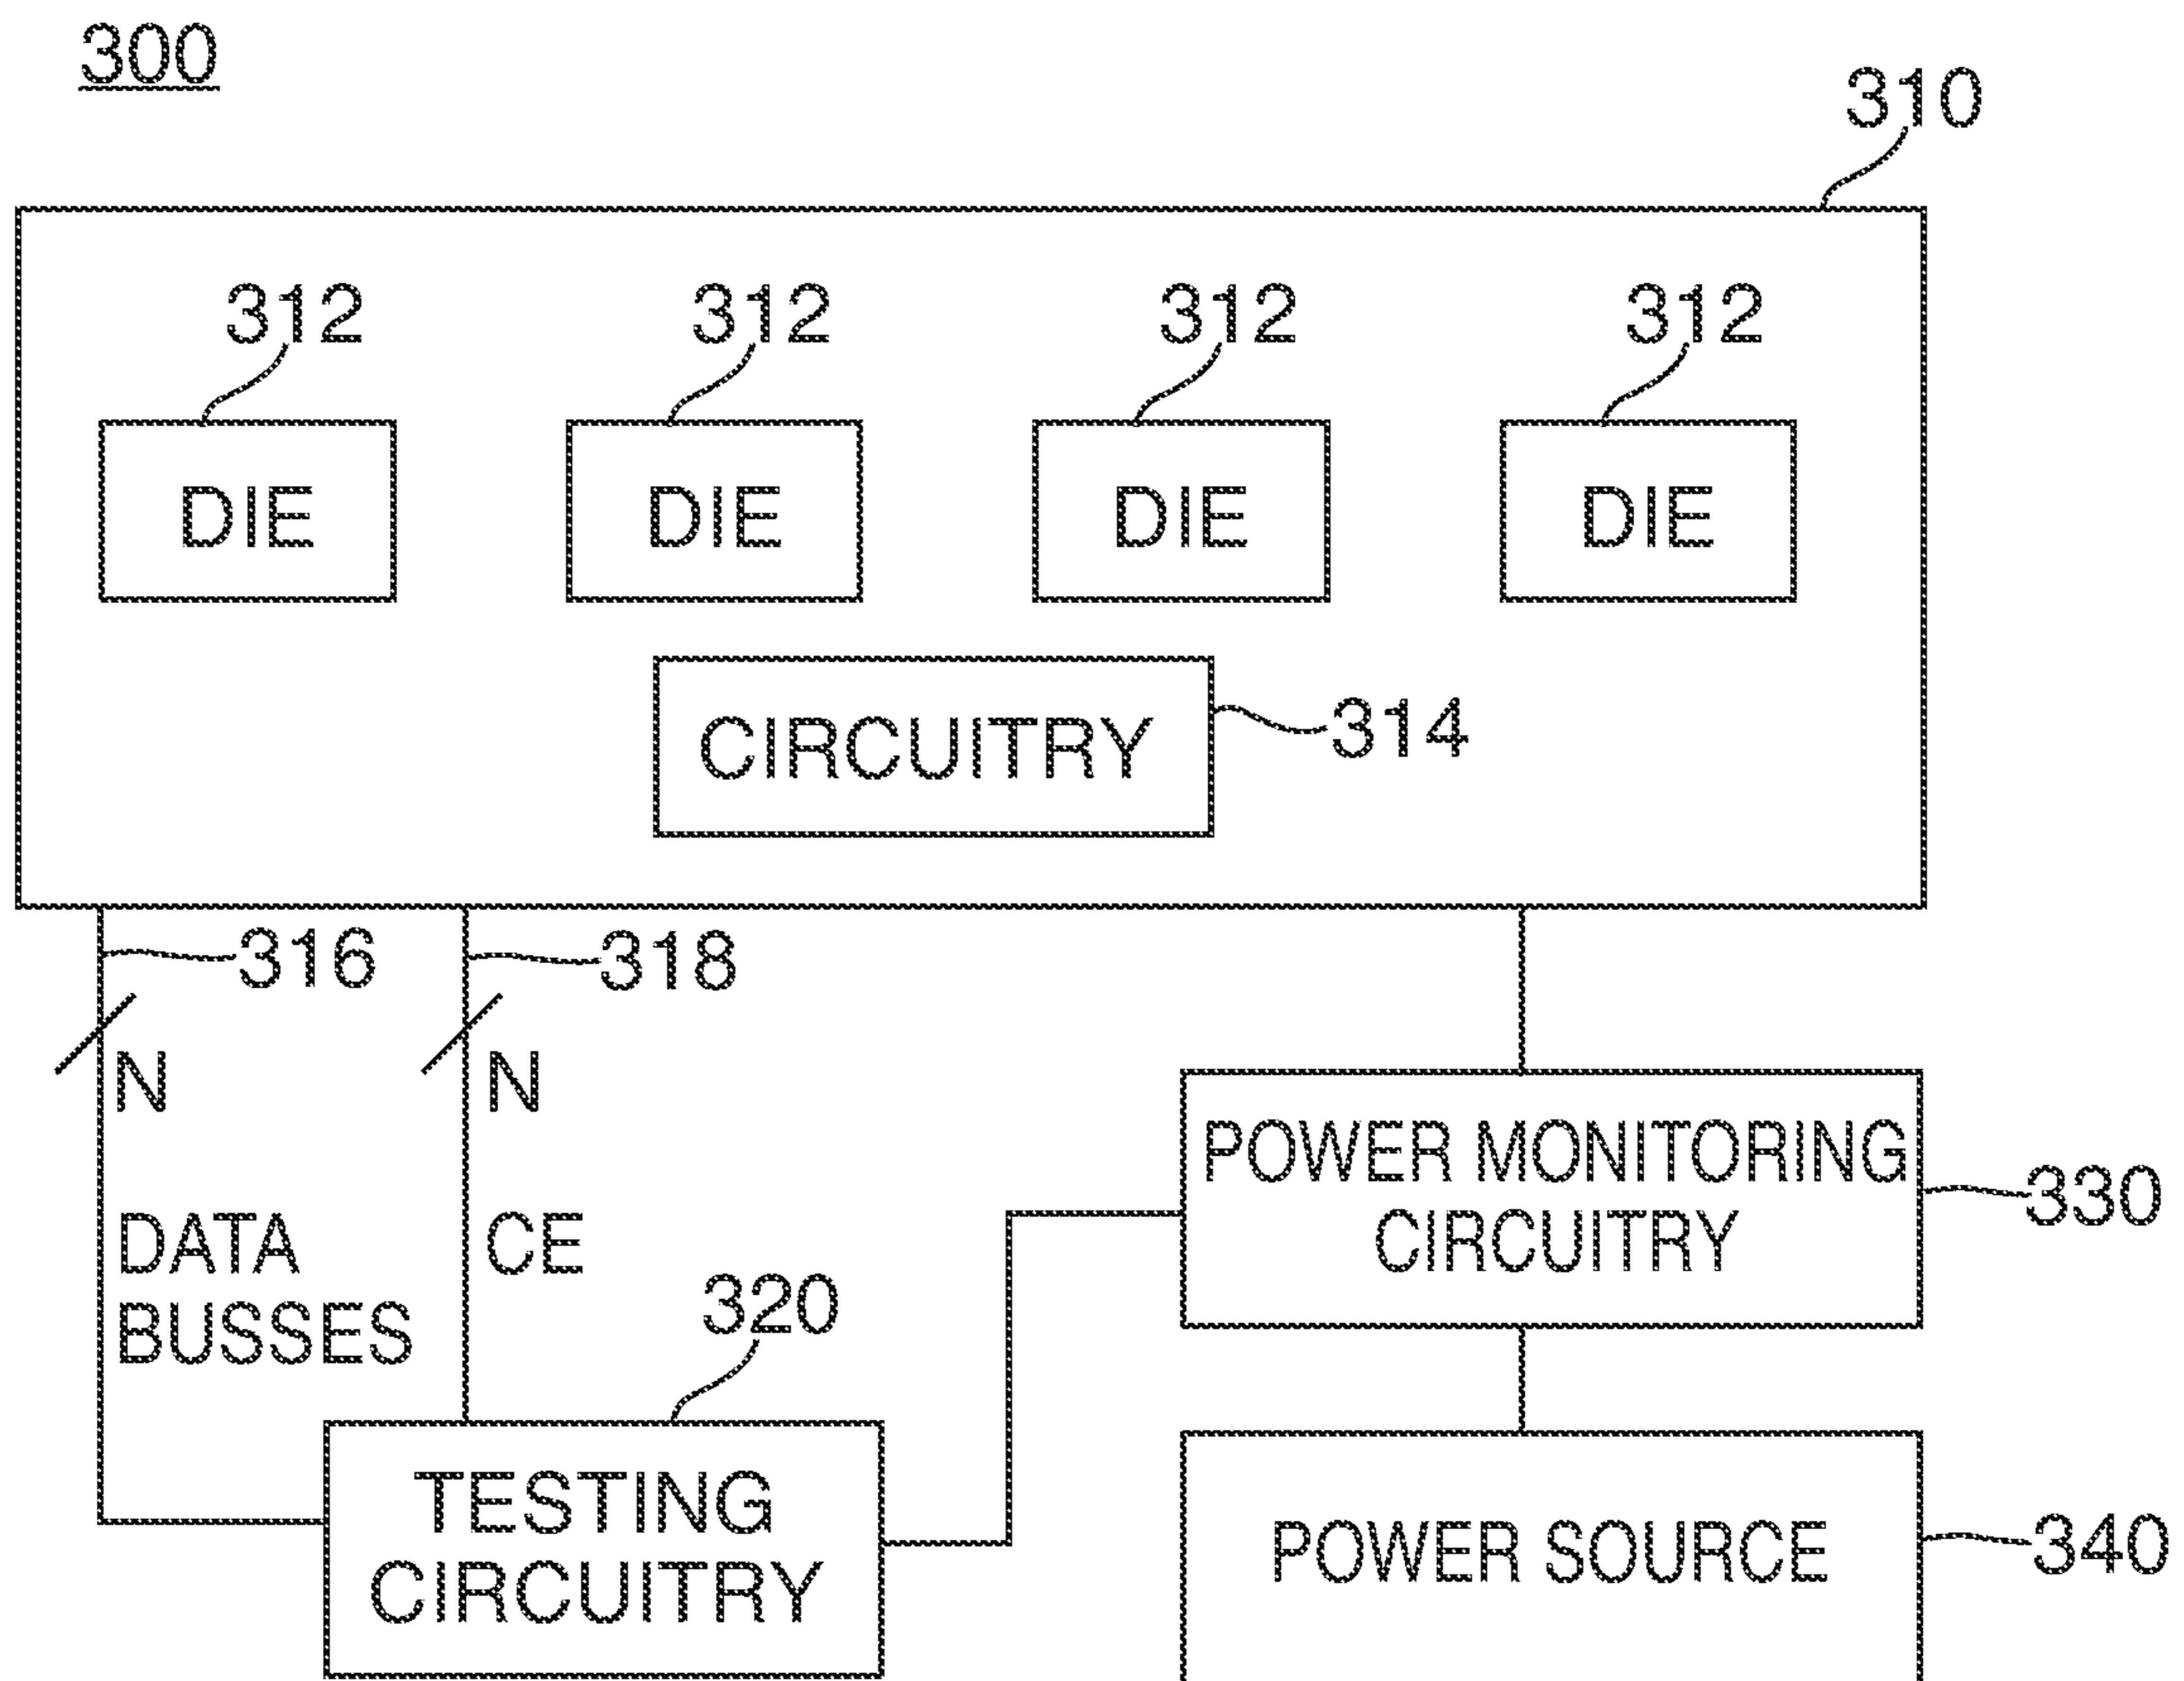 300
310
312 312 312 312
DIE DIE DIE DIE
CIRCUITRY 314
316 318
N N
POWER MONITORING
CIRCUITRY
330
DATA
BUSSES
CE
320
TESTING
CIRCUITRY
POWER SOURCE 340